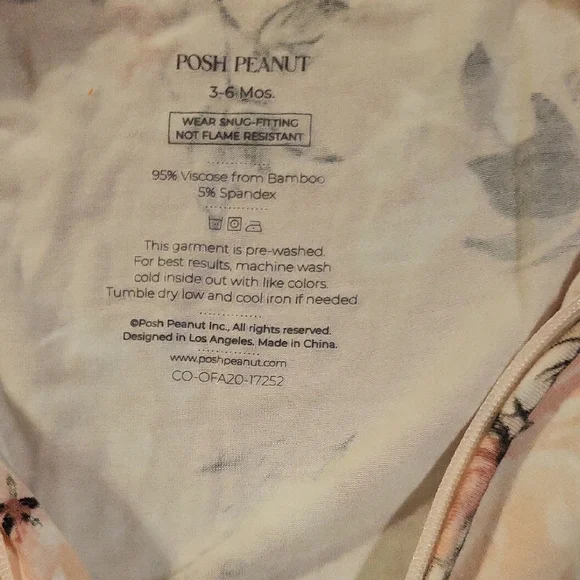 POSH PEANUT
3-6 Mos.
WEAR SNUG-FITTING
NOT FLAME RESISTANT
95% Viscose from Bamboo
5% Spandex
This garment is pre-washed.
For best results, machine wash
cold inside out with like colors.
Tumble dry low and cool iron if needed.
©Posh Peanut Inc., All rights reserved.
Designed in Los Angeles. Made in China.
www.poshpeanut.com
CO-OFA20-17252